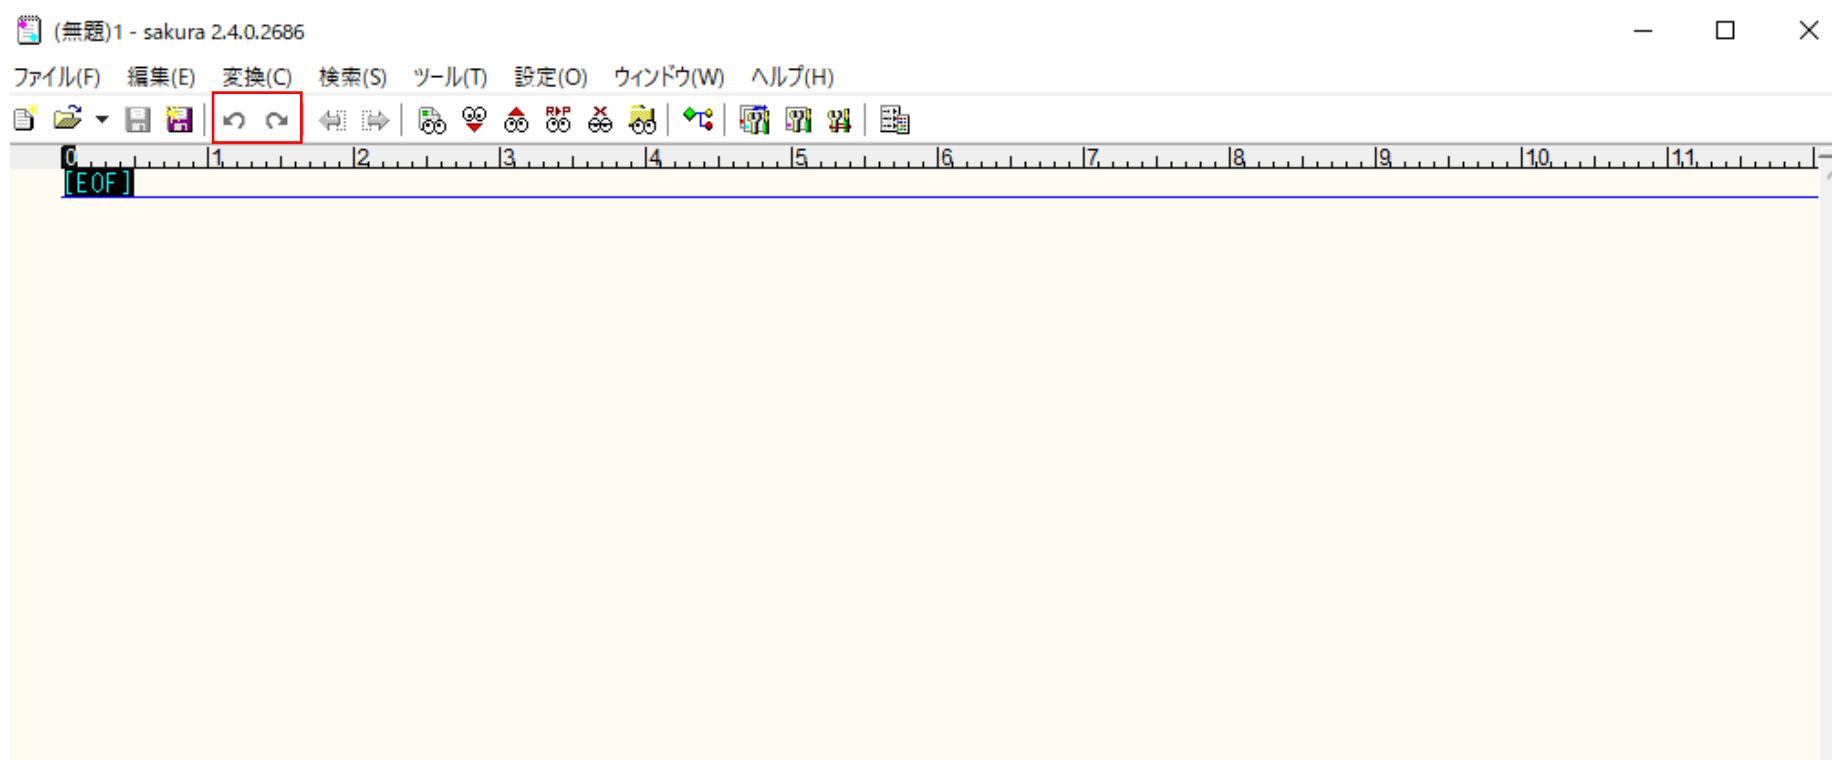 (無題)1 - sakura 2.4.0.2686
ファイル(F) 編集(E) 変換(C) 検索(S) ツール(T) 設定(O) ウィンドウ(W) ヘルプ(H)
0 1 2 3 4 5 6 7 8 9 10 11
[EOF]